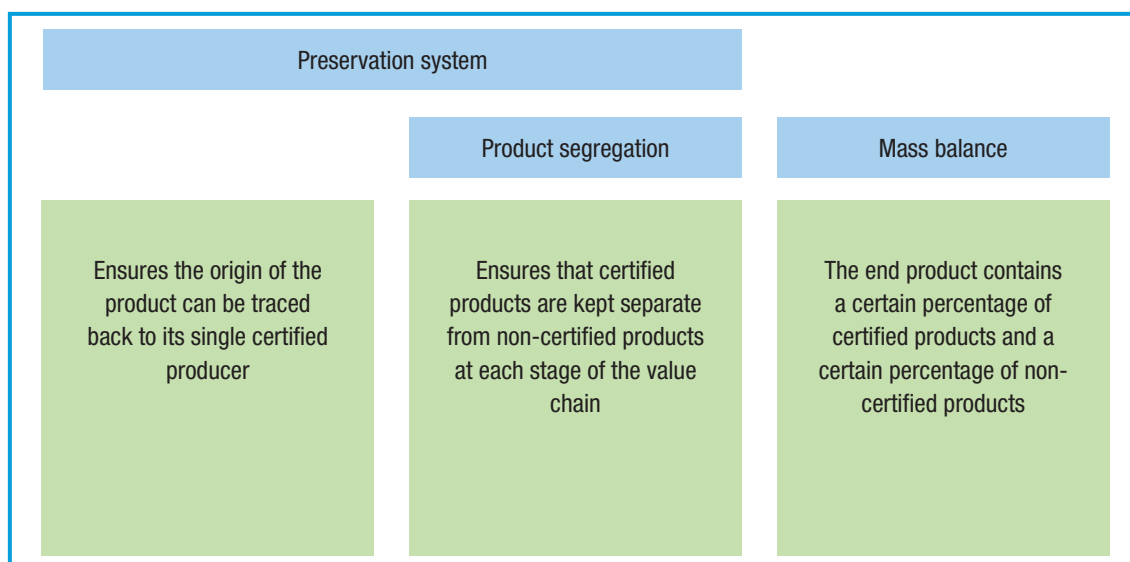 Preservation system
Product segregation
Mass balance
Ensures the origin of the
product can be traced
back to its single certified
producer
Ensures that certified
products are kept separate
from non-certified products
at each stage of the value
chain
The end product contains
a certain percentage of
certified products and a
certain percentage of non-
certified products